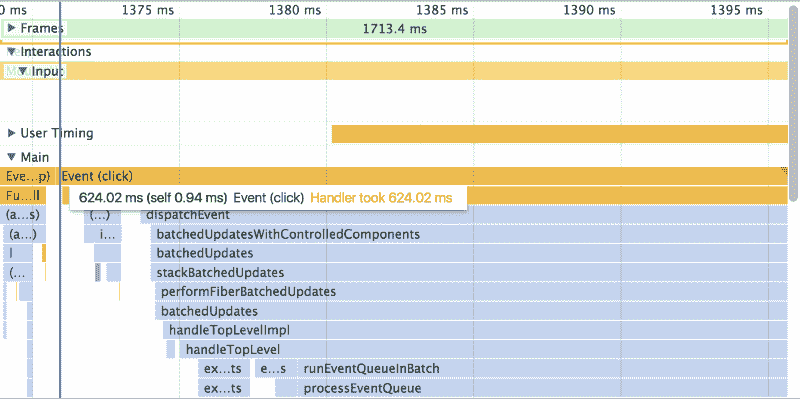 0 ms 1375 ms 1380 ms 1385 ms 1390 ms 1395 ms
Frames 1713.4 ms
Interactions
Input
User Timing
Main
Eve...p) Event (click)
Fu...ll
624.02 ms (self 0.94 ms) Event (click) Handler took 624.02 ms
(a...s) (...) dispatchEvent
(a...) i... batchedUpdatesWithControlledComponents
l batchedUpdates
(... stackBatchedUpdates
performFiberBatchedUpdates
batchedUpdates
handleTopLevelImpl
handleTopLevel
ex...ts e...s runEventQueueInBatch
ex...ts processEventQueue